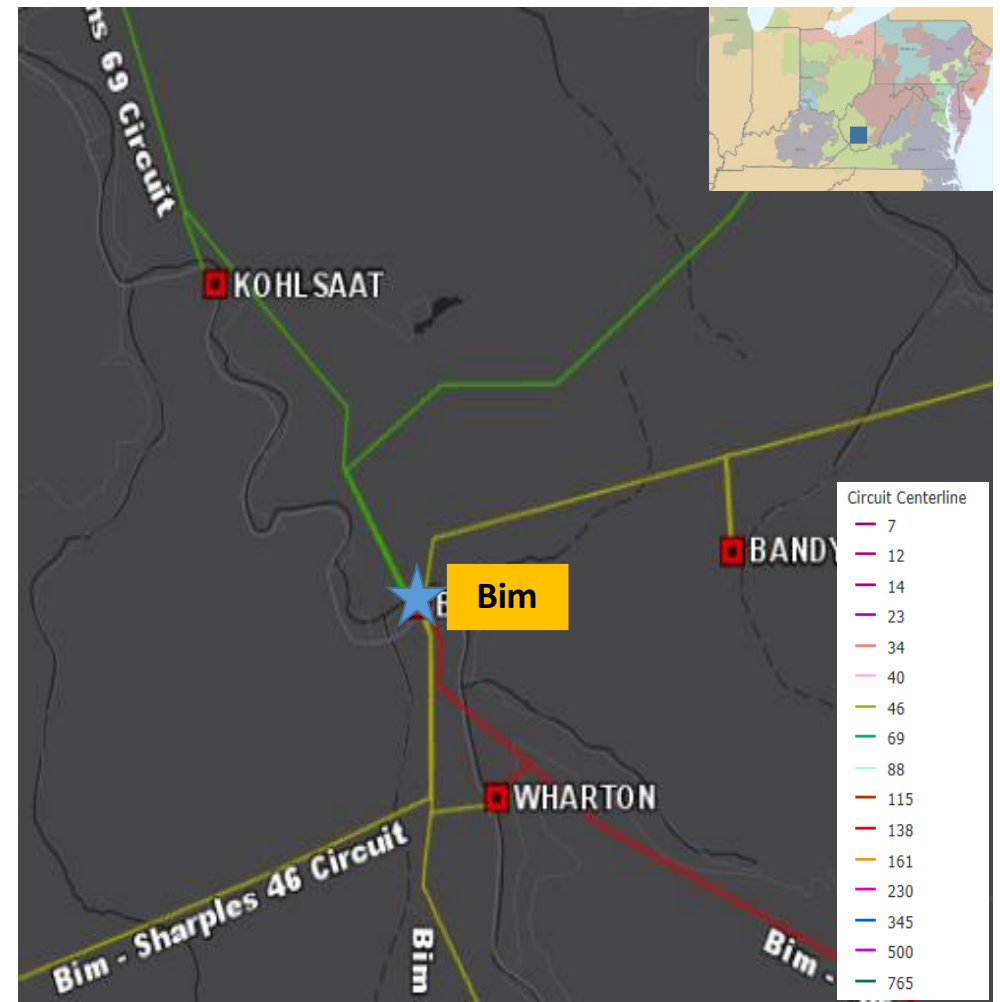 ns 69 Circuit
KOHLSAAT
BANDY
Bim
WHARTON
Bim - Sharples 46 Circuit
Bim
Bim -
Circuit Centerline
7
12
14
23
34
40
46
69
88
115
138
161
230
345
500
765